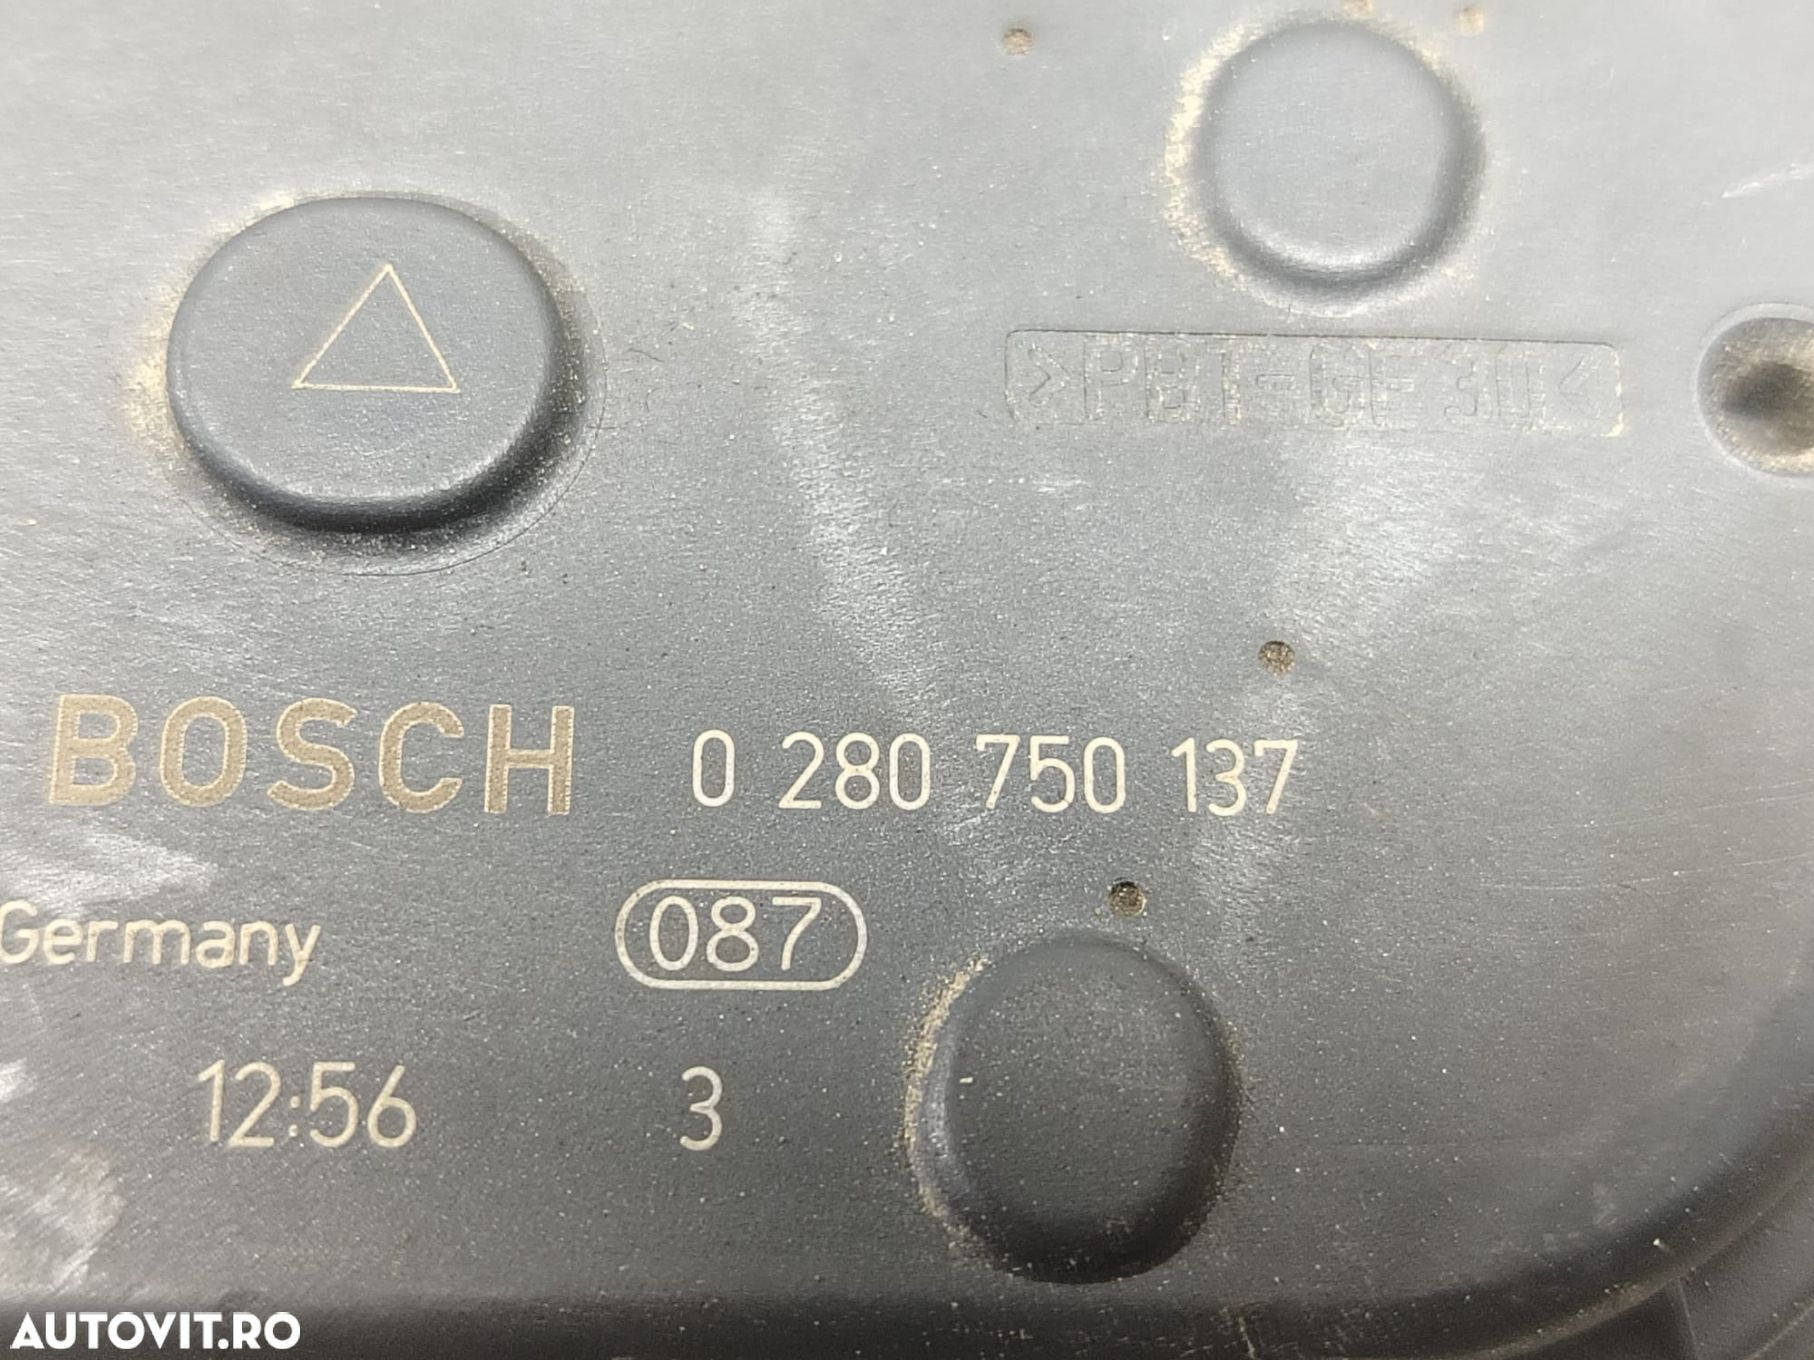 >PBT-GF30<
BOSCH 0 280 750 137
Germany 087
12:56 3
AUTOVIT.RO